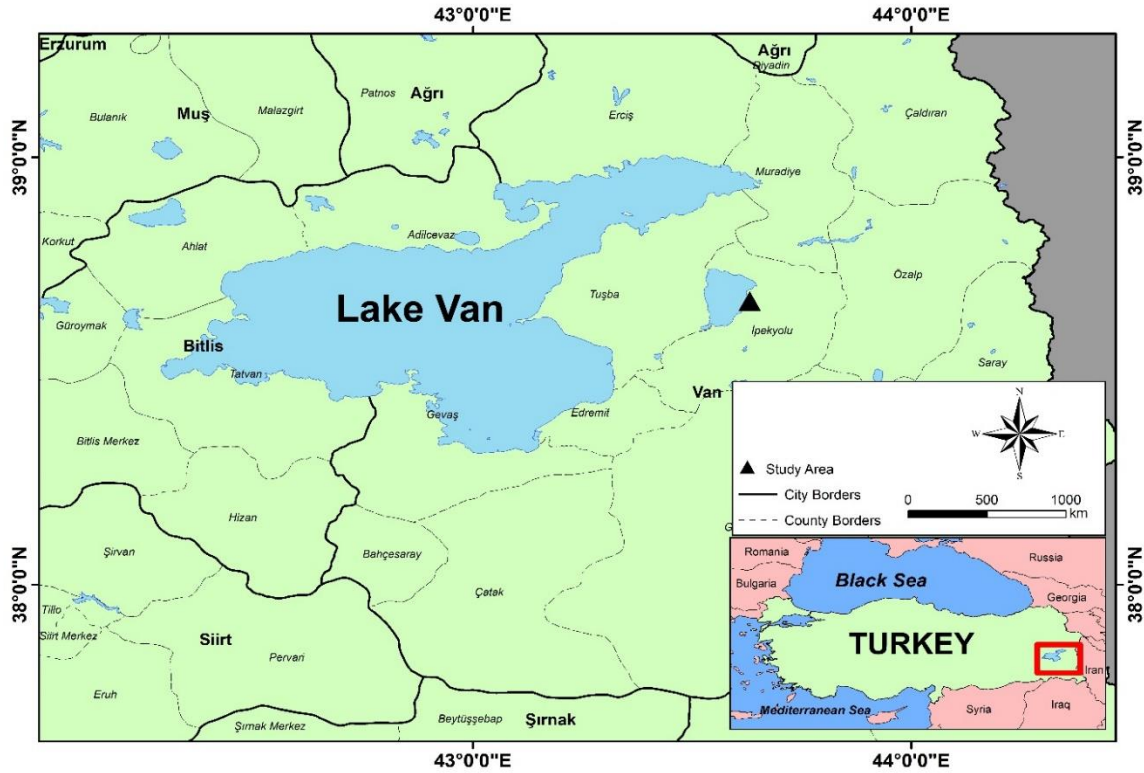 43°0'0"E
44°0'0"E
Erzurum
Ağrı
Diyadin
Patnos
Ağrı
Bulanık
Muş
Malazgirt
Erciş
Çaldıran
39°0'0"N
39°0'0"N
Muradiye
Korkut
Ahlat
Adilcevaz
Özalp
Tuşba
Lake Van
Güroymak
İpekyolu
Bitlis
Saray
Tatvan
Van
Gevaş
Edremit
Bitlis Merkez
N
W
E
S
Study Area
City Borders
County Borders
0
500
1000
km
Hizan
G
Şirvan
Bahçesaray
Çatak
38°0'0"N
38°0'0"N
Tillo
Siirt Merkez
Siirt
Pervari
Eruh
Şırnak Merkez
Beytüşşebap
Şırnak
Romania
Russia
Bulgaria
Black Sea
Georgia
TURKEY
Iran
Mediterranean Sea
Syria
Iraq
43°0'0"E
44°0'0"E